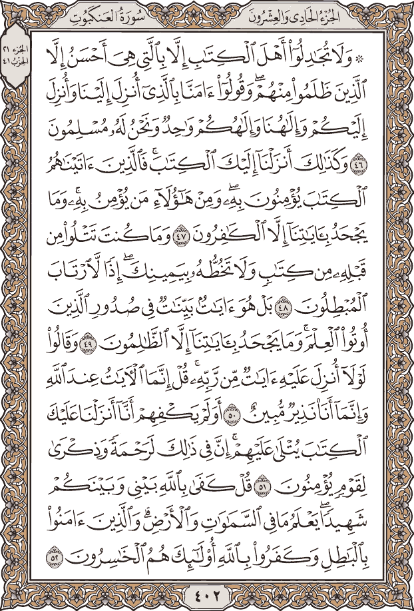 الجزء الحادي والعشرون
سورة العنكبوت
الجزء ٢١
الحزب ٤١
۞ وَلَا تُجَٰدِلُوٓا۟ أَهْلَ ٱلْكِتَٰبِ إِلَّا بِٱلَّتِى هِىَ أَحْسَنُ إِلَّا
ٱلَّذِينَ ظَلَمُوا۟ مِنْهُمْ ۖ وَقُولُوٓا۟ ءَامَنَّا بِٱلَّذِىٓ أُنزِلَ إِلَيْنَا وَأُنزِلَ
إِلَيْكُمْ وَإِلَٰهُنَا وَإِلَٰهُكُمْ وَٰحِدٌ وَنَحْنُ لَهُۥ مُسْلِمُونَ
٤٦ وَكَذَٰلِكَ أَنزَلْنَآ إِلَيْكَ ٱلْكِتَٰبَ ۚ فَٱلَّذِينَ ءَاتَيْنَٰهُمُ
ٱلْكِتَٰبَ يُؤْمِنُونَ بِهِۦ ۖ وَمِنْ هَٰٓؤُلَآءِ مَن يُؤْمِنُ بِهِۦ ۚ وَمَا
يَجْحَدُ بِـَٔايَٰتِنَآ إِلَّا ٱلْكَٰفِرُونَ ٤٧ وَمَا كُنتَ تَتْلُوا۟ مِن
قَبْلِهِۦ مِن كِتَٰبٍ وَلَا تَخُطُّهُۥ بِيَمِينِكَ ۖ إِذًا لَّٱرْتَابَ
ٱلْمُبْطِلُونَ ٤٨ بَلْ هُوَ ءَايَٰتٌۢ بَيِّنَٰتٌ فِى صُدُورِ ٱلَّذِينَ
أُوتُوا۟ ٱلْعِلْمَ ۚ وَمَا يَجْحَدُ بِـَٔايَٰتِنَآ إِلَّا ٱلظَّٰلِمُونَ ٤٩ وَقَالُوا۟
لَوْلَآ أُنزِلَ عَلَيْهِ ءَايَٰتٌ مِّن رَّبِّهِۦ ۖ قُلْ إِنَّمَا ٱلْـَٔايَٰتُ عِندَ ٱللَّهِ
وَإِنَّمَآ أَنَا۠ نَذِيرٌ مُّبِينٌ ٥٠ أَوَلَمْ يَكْفِهِمْ أَنَّآ أَنزَلْنَا عَلَيْكَ
ٱلْكِتَٰبَ يُتْلَىٰ عَلَيْهِمْ ۚ إِنَّ فِى ذَٰلِكَ لَرَحْمَةً وَذِكْرَىٰ
لِقَوْمٍ يُؤْمِنُونَ ٥١ قُلْ كَفَىٰ بِٱللَّهِ بَيْنِى وَبَيْنَكُمْ
شَهِيدًا ۖ يَعْلَمُ مَا فِى ٱلسَّمَٰوَٰتِ وَٱلْأَرْضِ ۗ وَٱلَّذِينَ ءَامَنُوا۟
بِٱلْبَٰطِلِ وَكَفَرُوا۟ بِٱللَّهِ أُو۟لَٰٓئِكَ هُمُ ٱلْخَٰسِرُونَ ٥٢
٤٠٢